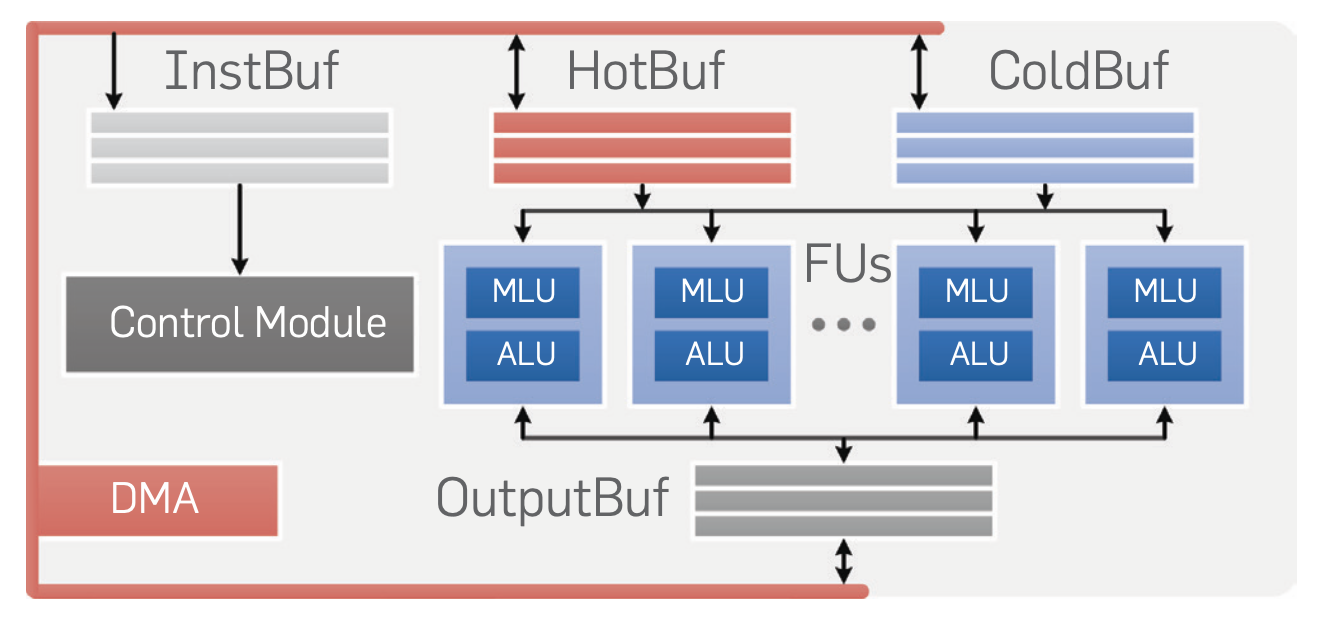 InstBuf
HotBuf
ColdBuf
FUs
MLU
MLU
MLU
MLU
ALU
ALU
ALU
ALU
Control Module
DMA
OutputBuf